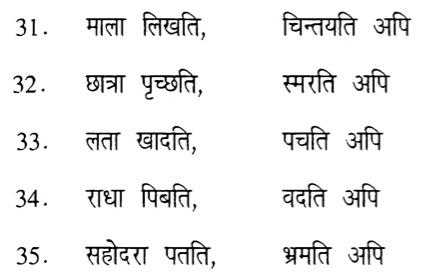 31. माला लिखति, चिन्तयति अपि
32. छात्रा पृच्छति, स्मरति अपि
33. लता खादति, पचति अपि
34. राधा पिबति, वदति अपि
35. सहोदरा पतति, भ्रमति अपि